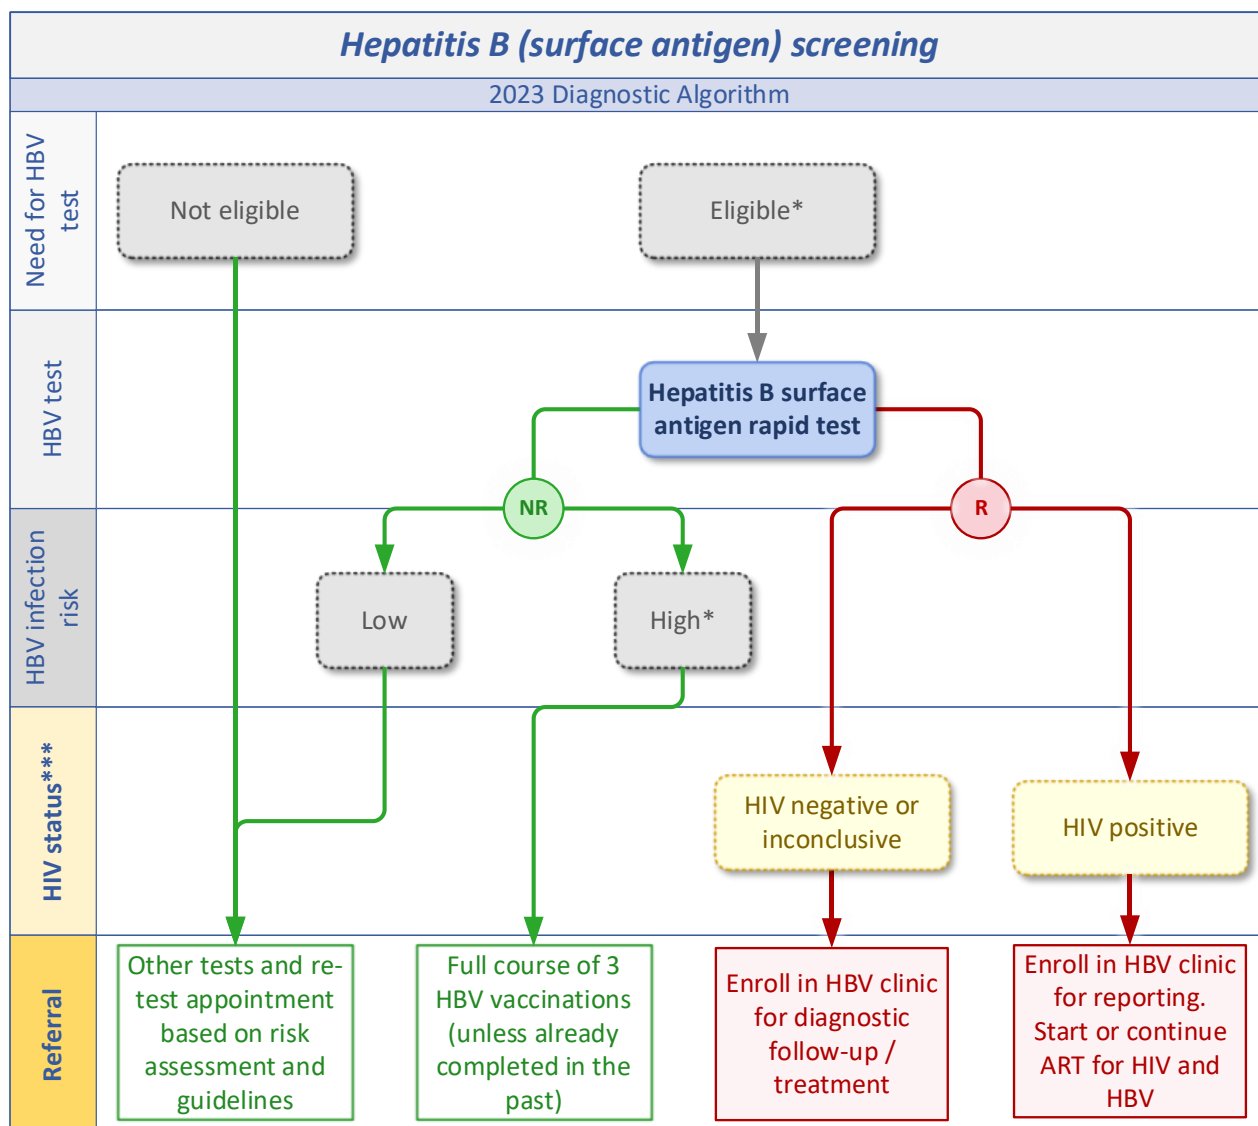 Hepatitis B (surface antigen) screening
2023 Diagnostic Algorithm
Need for HBV
test
Not eligible
Eligible*
HBV test
Hepatitis B surface
antigen rapid test
NR
R
HBV infection
risk
Low
High*
HIV status***
HIV negative or
inconclusive
HIV positive
Referral
Other tests and re-
test appointment
based on risk
assessment and
guidelines
Full course of 3
HBV vaccinations
(unless already
completed in the
past)
Enroll in HBV clinic
for diagnostic
follow-up /
treatment
Enroll in HBV clinic
for reporting.
Start or continue
ART for HIV and
HBV